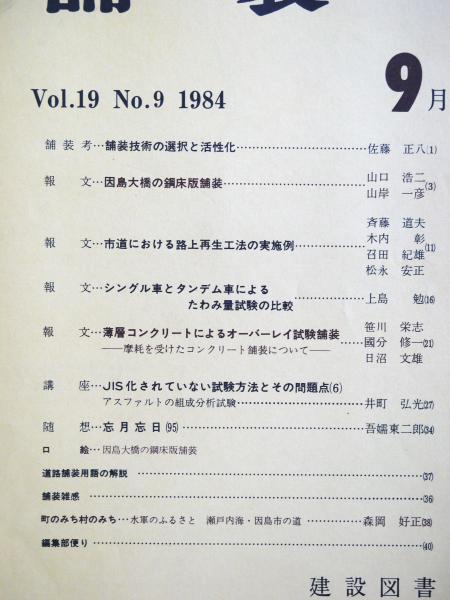 舗装
Vol.19 No.9 1984
9月
舗装考…舗装技術の選択と活性化…佐藤 正八(1)
報文…因島大橋の鋼床版舗装…山口 浩二
山岸 一彦(3)
斉藤 道夫
報文…市道における路上再生工法の実施例…木内 彰
召田 紀雄(11)
松永 安正
報文…シングル車とタンデム車による
たわみ量試験の比較…上島 勉(16)
報文…薄層コンクリートによるオーバーレイ試験舗装…笹川 栄志
——摩耗を受けたコンクリート舗装について——國分 修一(21)
日沼 文雄
講座…JIS化されていない試験方法とその問題点(6)
アスファルトの組成分析試験…井町 弘光(27)
随想…忘月忘日(95)…吾嬬東二郎(34)
口絵…因島大橋の鋼床版舗装
道路舗装用語の解説…(37)
舗装雑感…(36)
町のみち村のみち…水軍のふるさと 瀬戸内海・因島市の道…森岡 好正(38)
編集部便り…(40)
建設図書